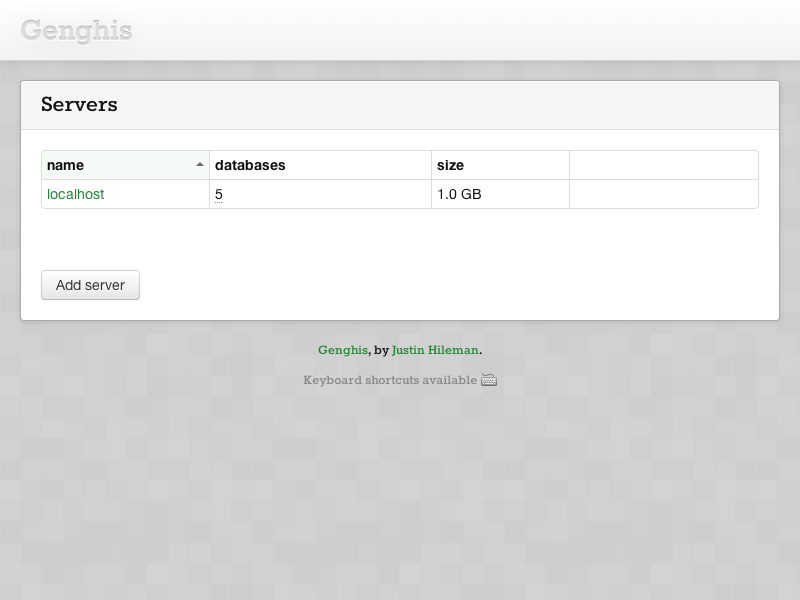 Genghis
Servers
name databases size
localhost 5 1.0 GB
Add server
Genghis, by Justin Hileman.
Keyboard shortcuts available